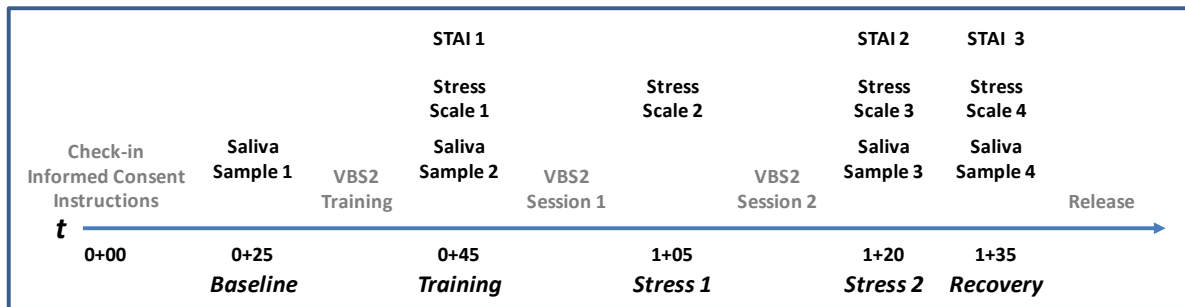 STAI 1
STAI 2
STAI 3
Stress
Scale 1
Stress
Scale 2
Stress
Scale 3
Stress
Scale 4
Check-in
Informed Consent
Instructions
Saliva
Sample 1
VBS2
Training
Saliva
Sample 2
VBS2
Session 1
VBS2
Session 2
Saliva
Sample 3
Saliva
Sample 4
Release
t
0+00
0+25
0+45
1+05
1+20
1+35
Baseline
Training
Stress 1
Stress 2
Recovery